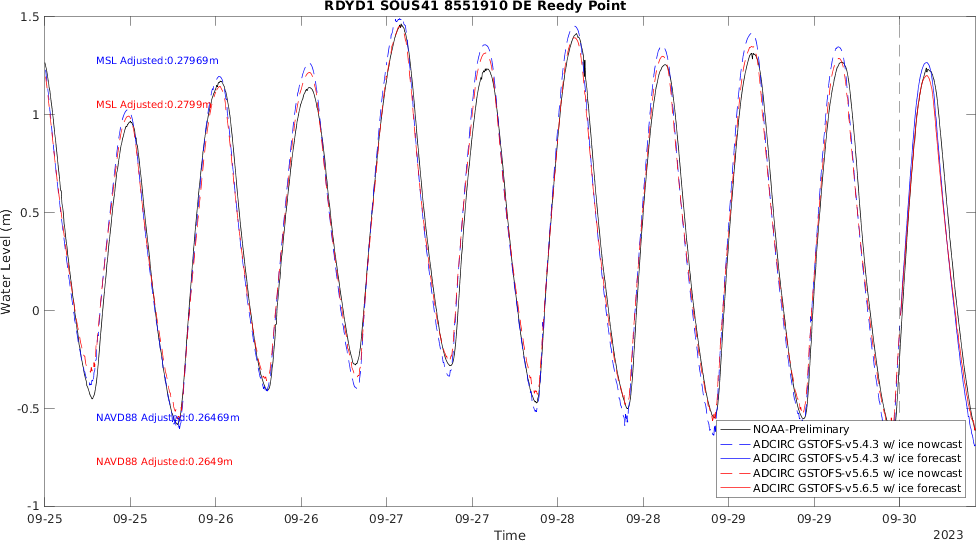 RDYD1 SOUS41 8551910 DE Reedy Point
1.5
1
0.5
0
-0.5
-1
Water Level (m)
MSL Adjusted:0.27969m
MSL Adjusted:0.2799m
NAVD88 Adjusted:0.26469m
NAVD88 Adjusted:0.2649m
NOAA-Preliminary
ADCIRC GSTOFS-v5.4.3 w/ ice nowcast
ADCIRC GSTOFS-v5.4.3 w/ ice forecast
ADCIRC GSTOFS-v5.6.5 w/ ice nowcast
ADCIRC GSTOFS-v5.6.5 w/ ice forecast
09-25 09-25 09-26 09-26 09-27 09-27 09-28 09-28 09-29 09-29 09-30
Time
2023